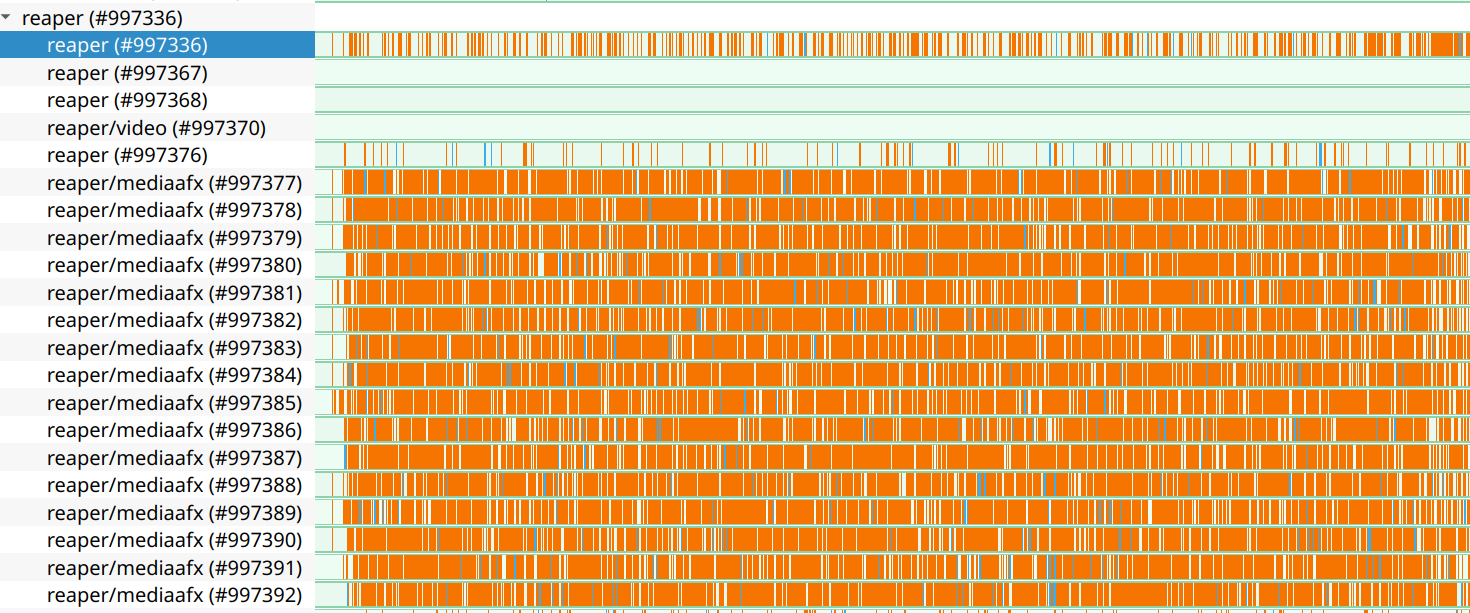 reaper (#997336)
reaper (#997336)
reaper (#997367)
reaper (#997368)
reaper/video (#997370)
reaper (#997376)
reaper/mediaafx (#997377)
reaper/mediaafx (#997378)
reaper/mediaafx (#997379)
reaper/mediaafx (#997380)
reaper/mediaafx (#997381)
reaper/mediaafx (#997382)
reaper/mediaafx (#997383)
reaper/mediaafx (#997384)
reaper/mediaafx (#997385)
reaper/mediaafx (#997386)
reaper/mediaafx (#997387)
reaper/mediaafx (#997388)
reaper/mediaafx (#997389)
reaper/mediaafx (#997390)
reaper/mediaafx (#997391)
reaper/mediaafx (#997392)